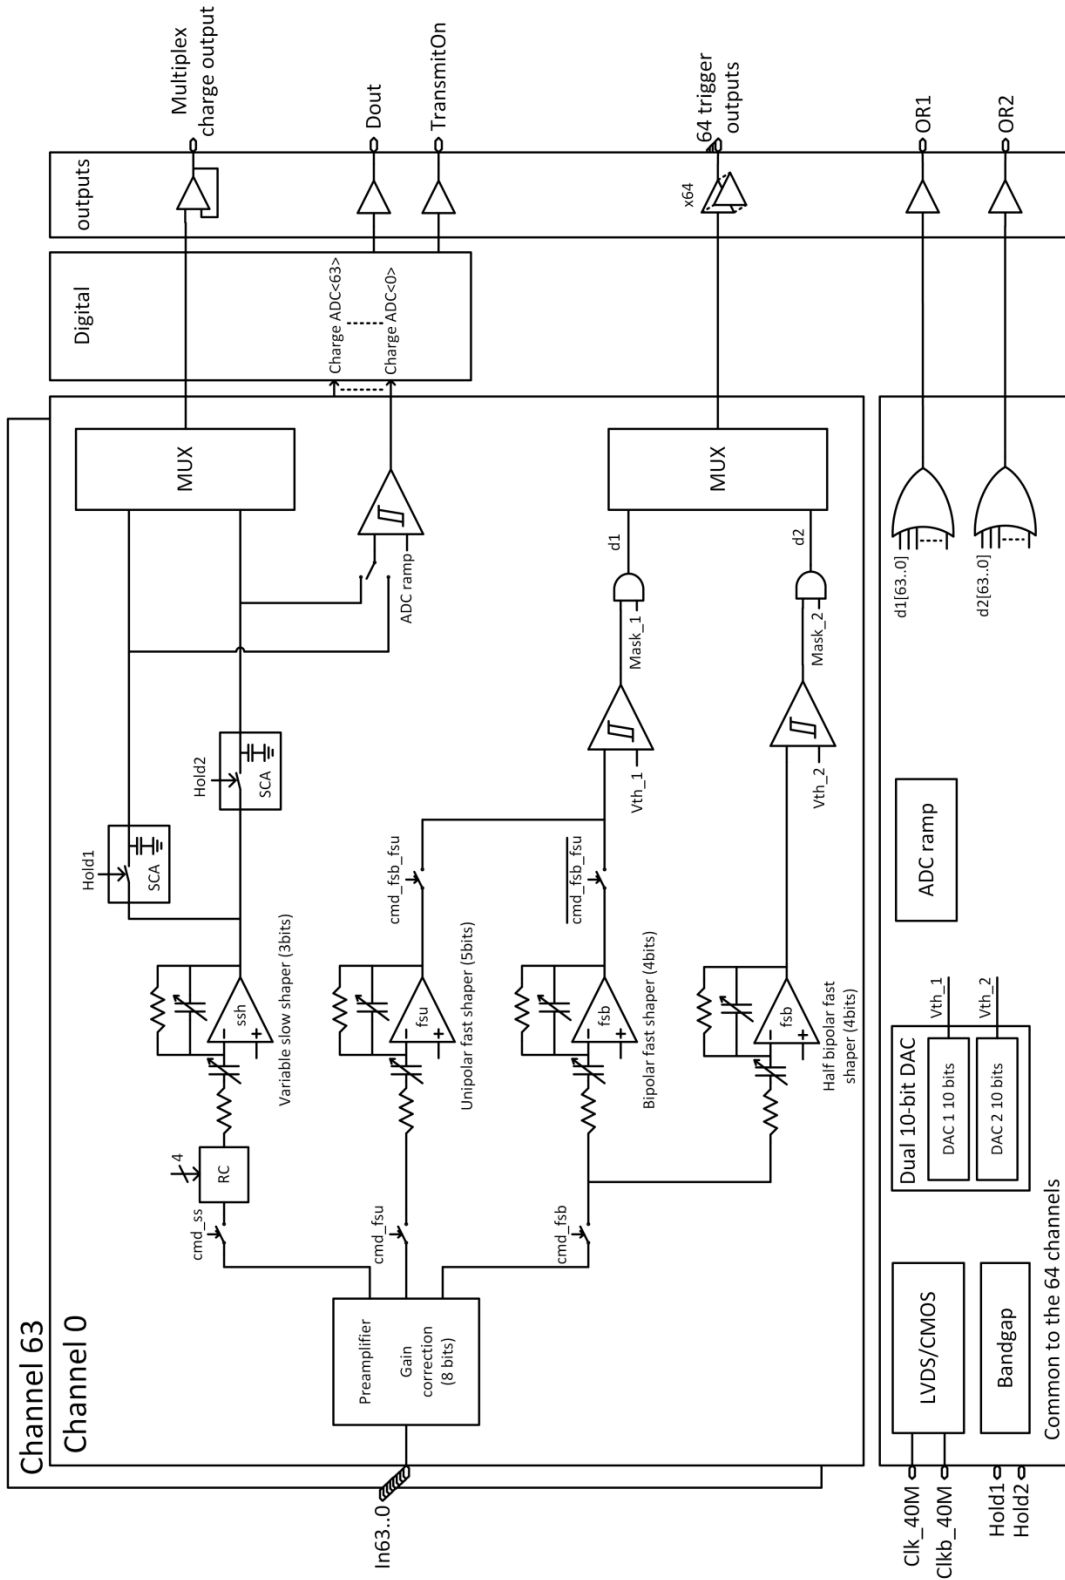 Channel 63
Channel 0
In63..0
Preamplifier
Gain
correction
(8 bits)
cmd_ss
4
RC
ssh
Variable slow shaper (3bits)
Hold1
SCA
Hold2
SCA
MUX
cmd_fsu
fsu
Unipolar fast shaper (5bits)
cmd_fsb_fsu
ADC ramp
cmd_fsb
fsb
Bipolar fast shaper (4bits)
cmd_fsb_fsu
Vth_1
Mask_1
d1
fsb
Half bipolar fast
shaper (4bits)
Vth_2
Mask_2
d2
MUX
Digital
Charge ADC<63>
Charge ADC<0>
outputs
x64
Multiplex
charge output
Dout
TransmitOn
64 trigger
outputs
OR1
OR2
Clk_40M
Clkb_40M
Hold1
Hold2
LVDS/CMOS
Bandgap
Dual 10-bit DAC
DAC 1 10 bits
DAC 2 10 bits
Vth_1
Vth_2
ADC ramp
d1[63..0]
d2[63..0]
Common to the 64 channels